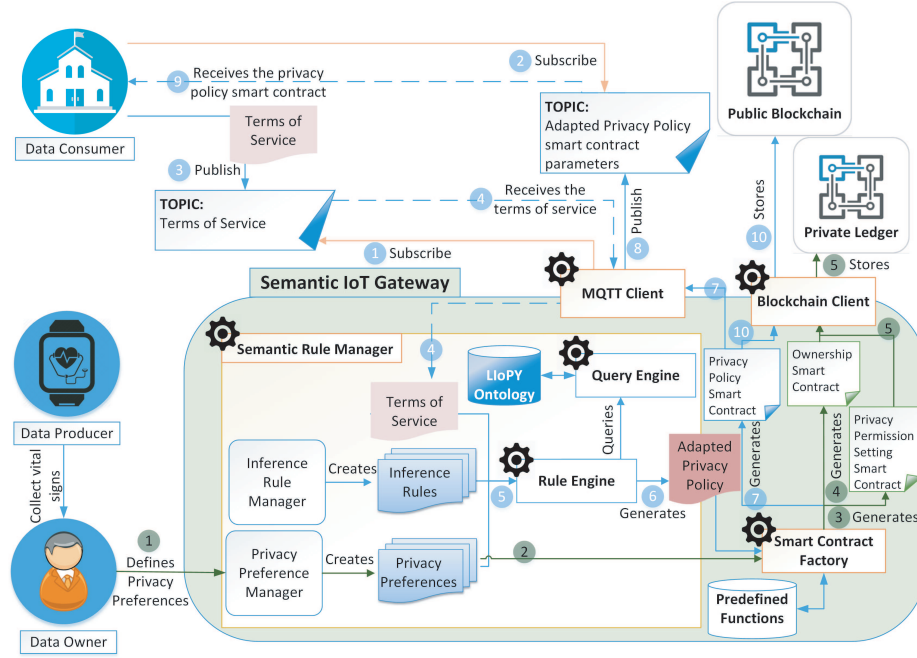 2 Subscribe
9 Receives the privacy
policy smart contract
Data Consumer
Terms of
Service
3 Publish
TOPIC:
Terms of Service
4 Receives the
terms of service
1 Subscribe
TOPIC:
Adapted Privacy Policy
smart contract
parameters
Publish
8
Public Blockchain
Stores
10
Private Ledger
5 Stores
Semantic IoT Gateway
MQTT Client
7
Blockchain Client
Semantic Rule Manager
4
Terms of
Service
LIoPY
Ontology
Query Engine
Queries
10
Privacy
Policy
Smart
Contract
Ownership
Smart
Contract
5
Privacy
Permission
Setting
Smart
Contract
Data Producer
Collect vital
signs
Inference
Rule
Manager
Creates
Inference
Rules
5
Rule Engine
6
Generates
Adapted
Privacy
Policy
Generates
7
Generates
4
3 Generates
1
Defines
Privacy
Preferences
Data Owner
Privacy
Preference
Manager
Creates
Privacy
Preferences
2
Smart Contract
Factory
Predefined
Functions